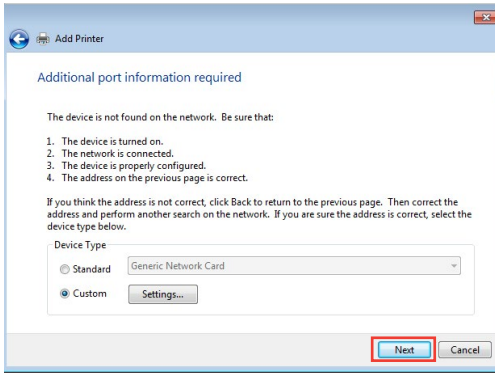 Add Printer
Additional port information required
The device is not found on the network. Be sure that:
1. The device is turned on.
2. The network is connected.
3. The device is properly configured.
4. The address on the previous page is correct.
If you think the address is not correct, click Back to return to the previous page. Then correct the
address and perform another search on the network. If you are sure the address is correct, select the
device type below.
Device Type
Standard Generic Network Card
Custom Settings...
Next Cancel